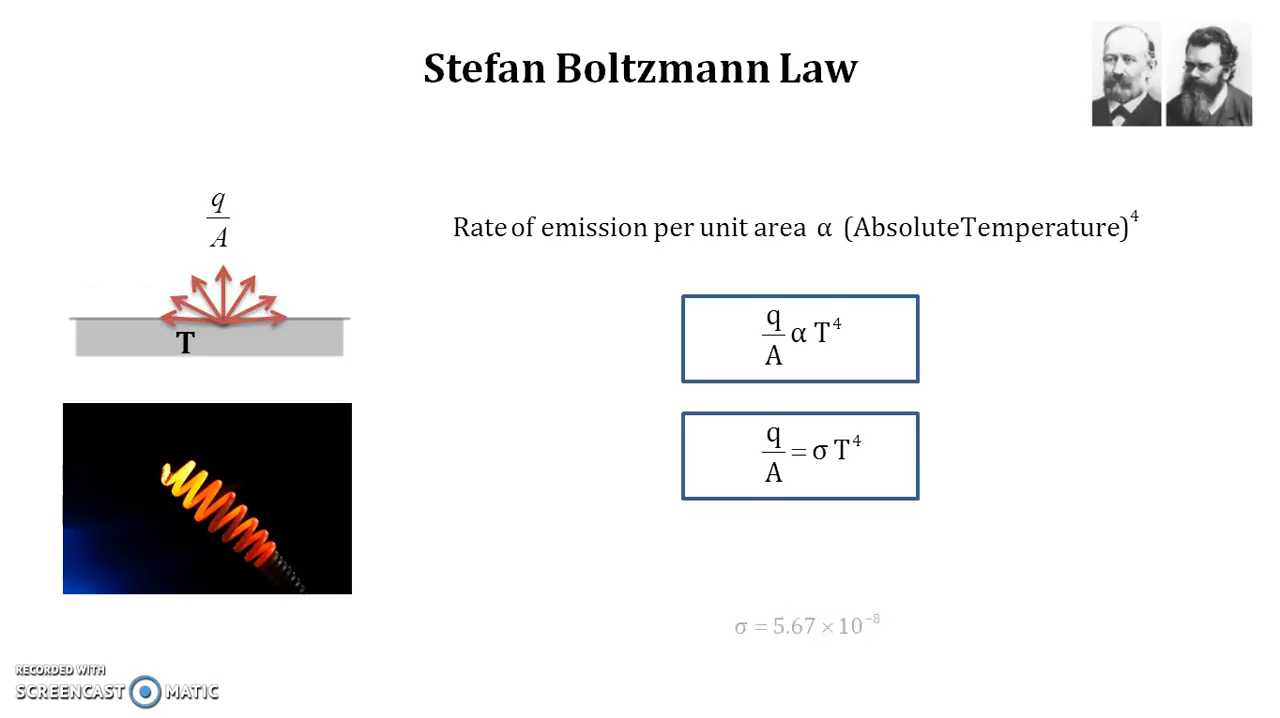 Stefan Boltzmann Law
q
A
T
Rate of emission per unit area α (AbsoluteTemperature)⁴
q
A α T⁴
q
A = σ T⁴
σ = 5.67 × 10⁻⁸
RECORDED WITH
SCREENCAST MATIC